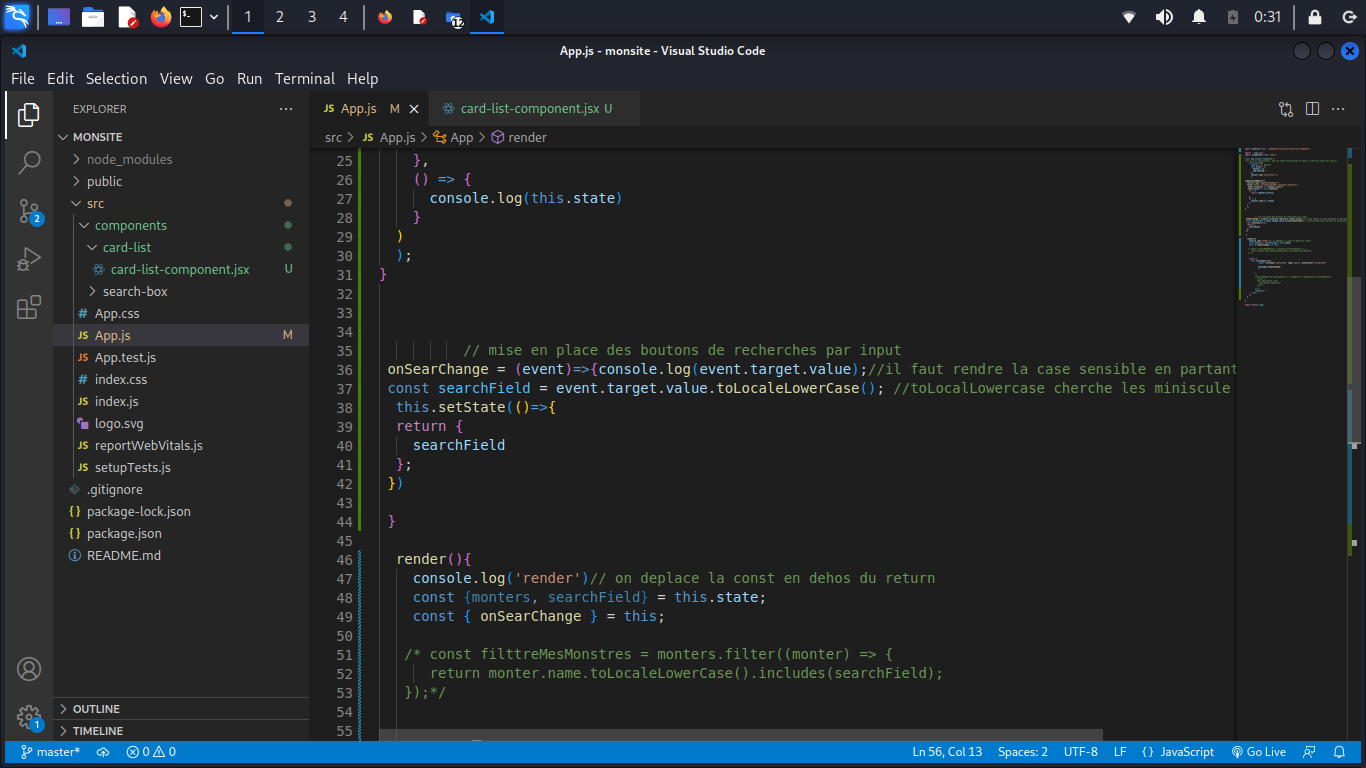 1 2 3 4 12 0:31
App.js - monsite - Visual Studio Code
File Edit Selection View Go Run Terminal Help
EXPLORER ···
JS App.js M × card-list-component.jsx U ···
MONSITE
src > JS App.js > App > render
node_modules
public
src
components
card-list
card-list-component.jsx U
search-box
# App.css
JS App.js M
JS App.test.js
# index.css
JS index.js
logo.svg
JS reportWebVitals.js
JS setupTests.js
.gitignore
{} package-lock.json
{} package.json
README.md
OUTLINE
TIMELINE
2
1
25 },
26 () => {
27 console.log(this.state)
28 }
29 )
30 );
31 }
32
33
34
35 // mise en place des boutons de recherches par input
36 onSearChange = (event)=>{console.log(event.target.value);//il faut rendre la case sensible en partant
37 const searchField = event.target.value.toLocaleLowerCase(); //toLocalLowercase cherche les miniscule
38 this.setState(()=>{
39 return {
40 searchField
41 };
42 })
43
44 }
45
46 render(){
47 console.log('render')// on deplace la const en dehos du return
48 const {monters, searchField} = this.state;
49 const { onSearChange } = this;
50
51 /* const filttreMesMonstres = monters.filter((monter) => {
52 return monter.name.toLocaleLowerCase().includes(searchField);
53 });*/
54
55
master* 0 0 Ln 56, Col 13 Spaces: 2 UTF-8 LF {} JavaScript Go Live